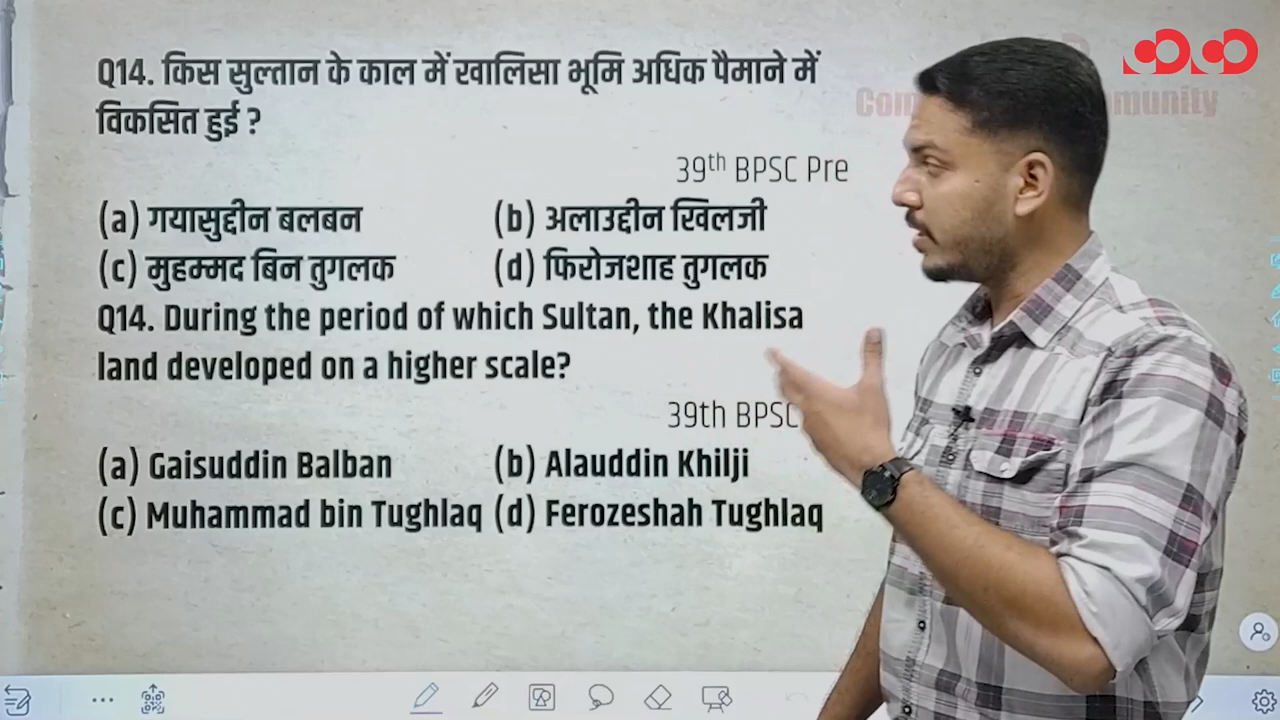 Q14. किस सुल्तान के काल में खालिसा भूमि अधिक पैमाने में
विकसित हुई ?
39th BPSC Pre
(a) गयासुद्दीन बलबन (b) अलाउद्दीन खिलजी
(c) मुहम्मद बिन तुगलक (d) फिरोजशाह तुगलक
Q14. During the period of which Sultan, the Khalisa
land developed on a higher scale?
39th BPSC
(a) Gaisuddin Balban (b) Alauddin Khilji
(c) Muhammad bin Tughlaq (d) Ferozeshah Tughlaq